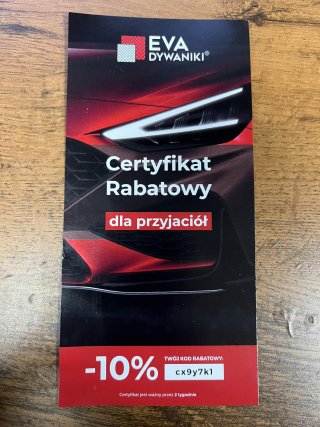 EVA
DYWANIKI®
Certyfikat
Rabatowy
dla przyjaciół
-10%
TWÓJ KOD RABATOWY:
cx9y7k1
Certyfikat jest ważny przez 2 tygodnie